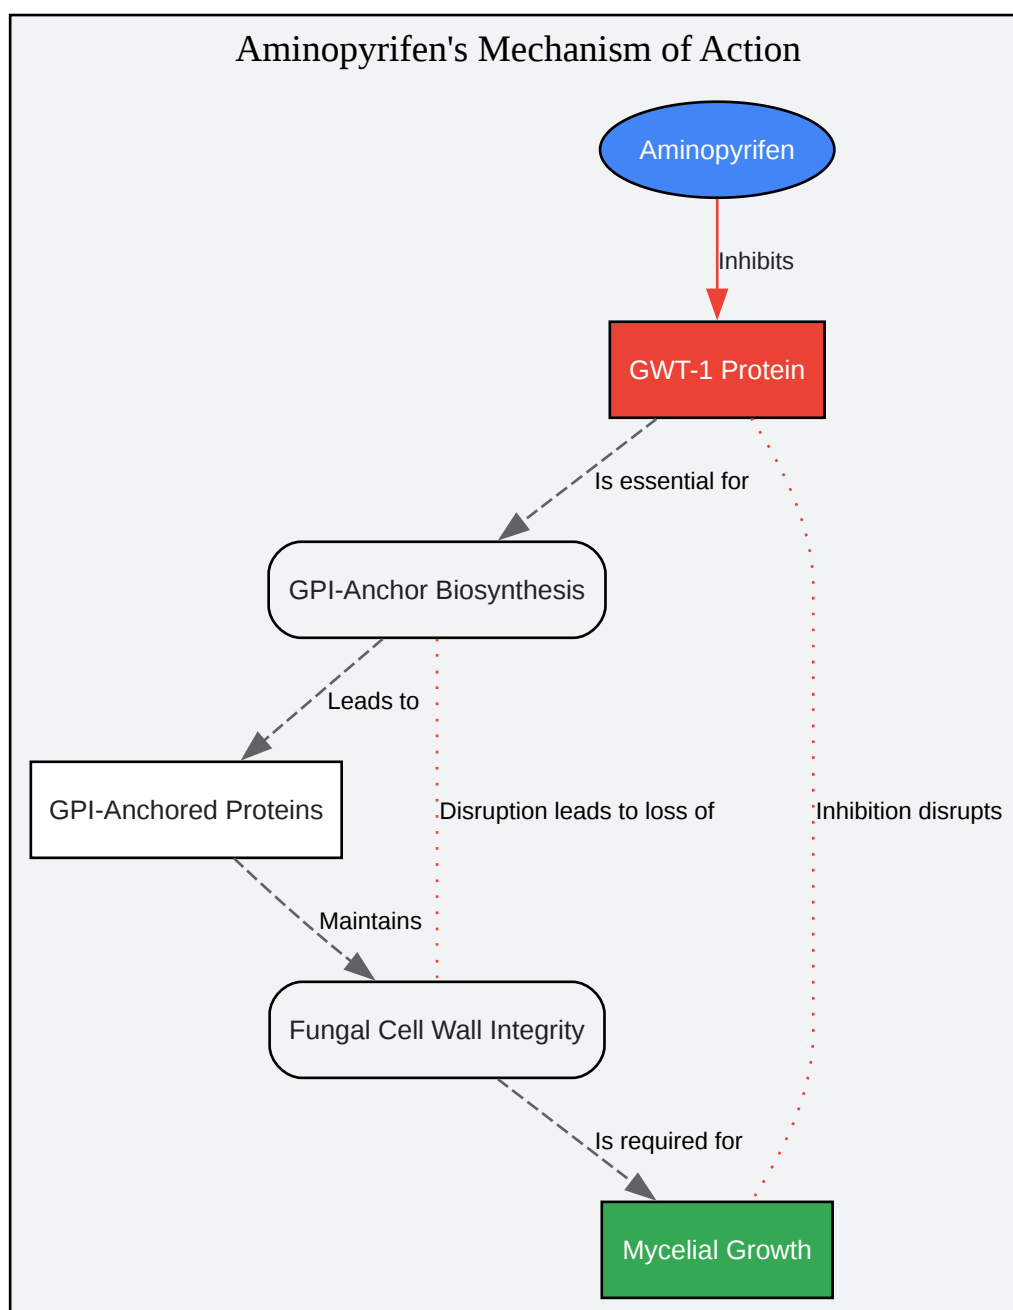 Aminopyrifen's Mechanism of Action
Aminopyrifen
Inhibits
GWT-1 Protein
Is essential for
GPI-Anchor Biosynthesis
Leads to
GPI-Anchored Proteins
Disruption leads to loss of
Inhibition disrupts
Maintains
Fungal Cell Wall Integrity
Is required for
Mycelial Growth